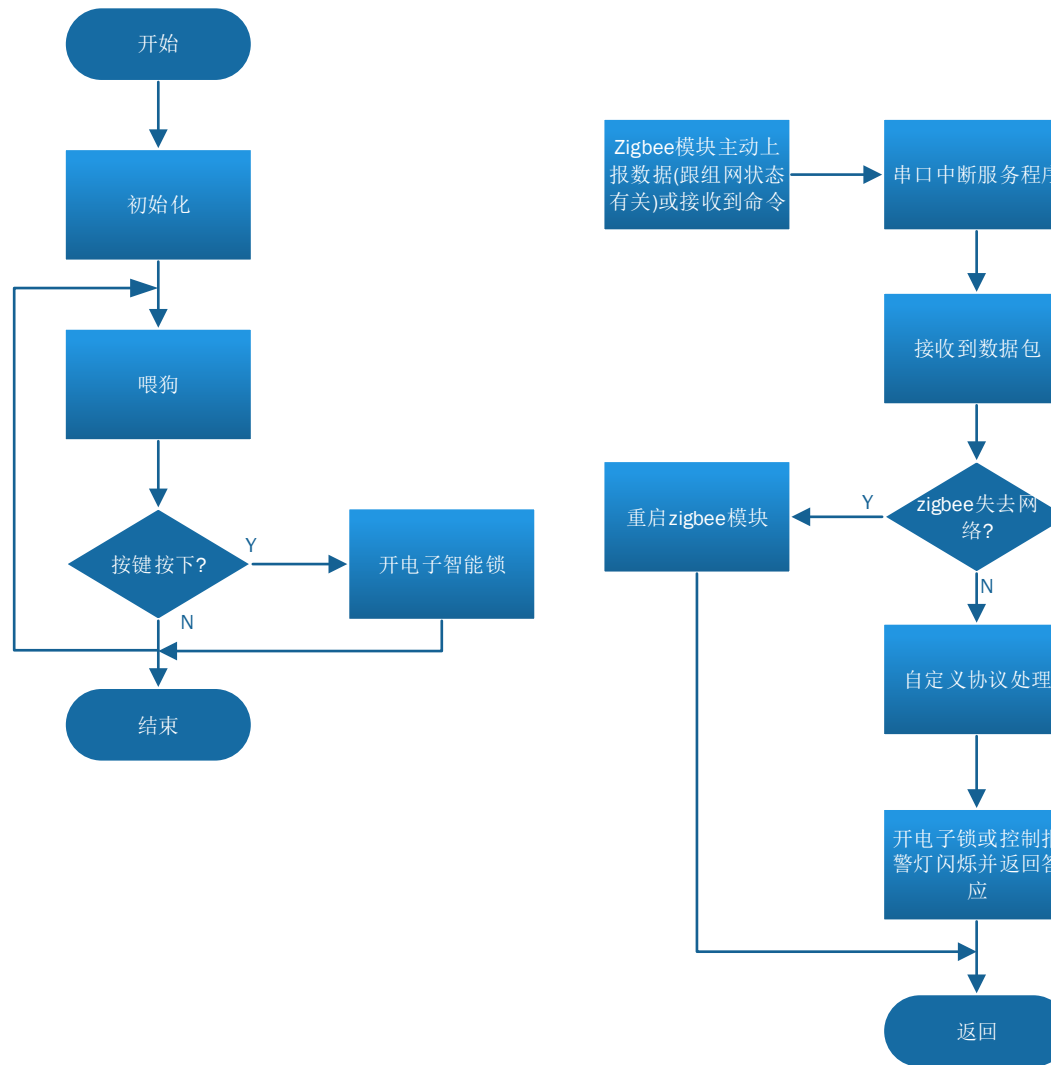 开始
初始化
喂狗
按键按下?
Y
开电子智能锁
N
结束
Zigbee模块主动上
报数据(跟组网状态
有关)或接收到命令
串口中断服务程序
接收到数据包
zigbee失去网
络?
Y
重启zigbee模块
N
自定义协议处理
开电子锁或控制报
警灯闪烁并返回答
应
返回